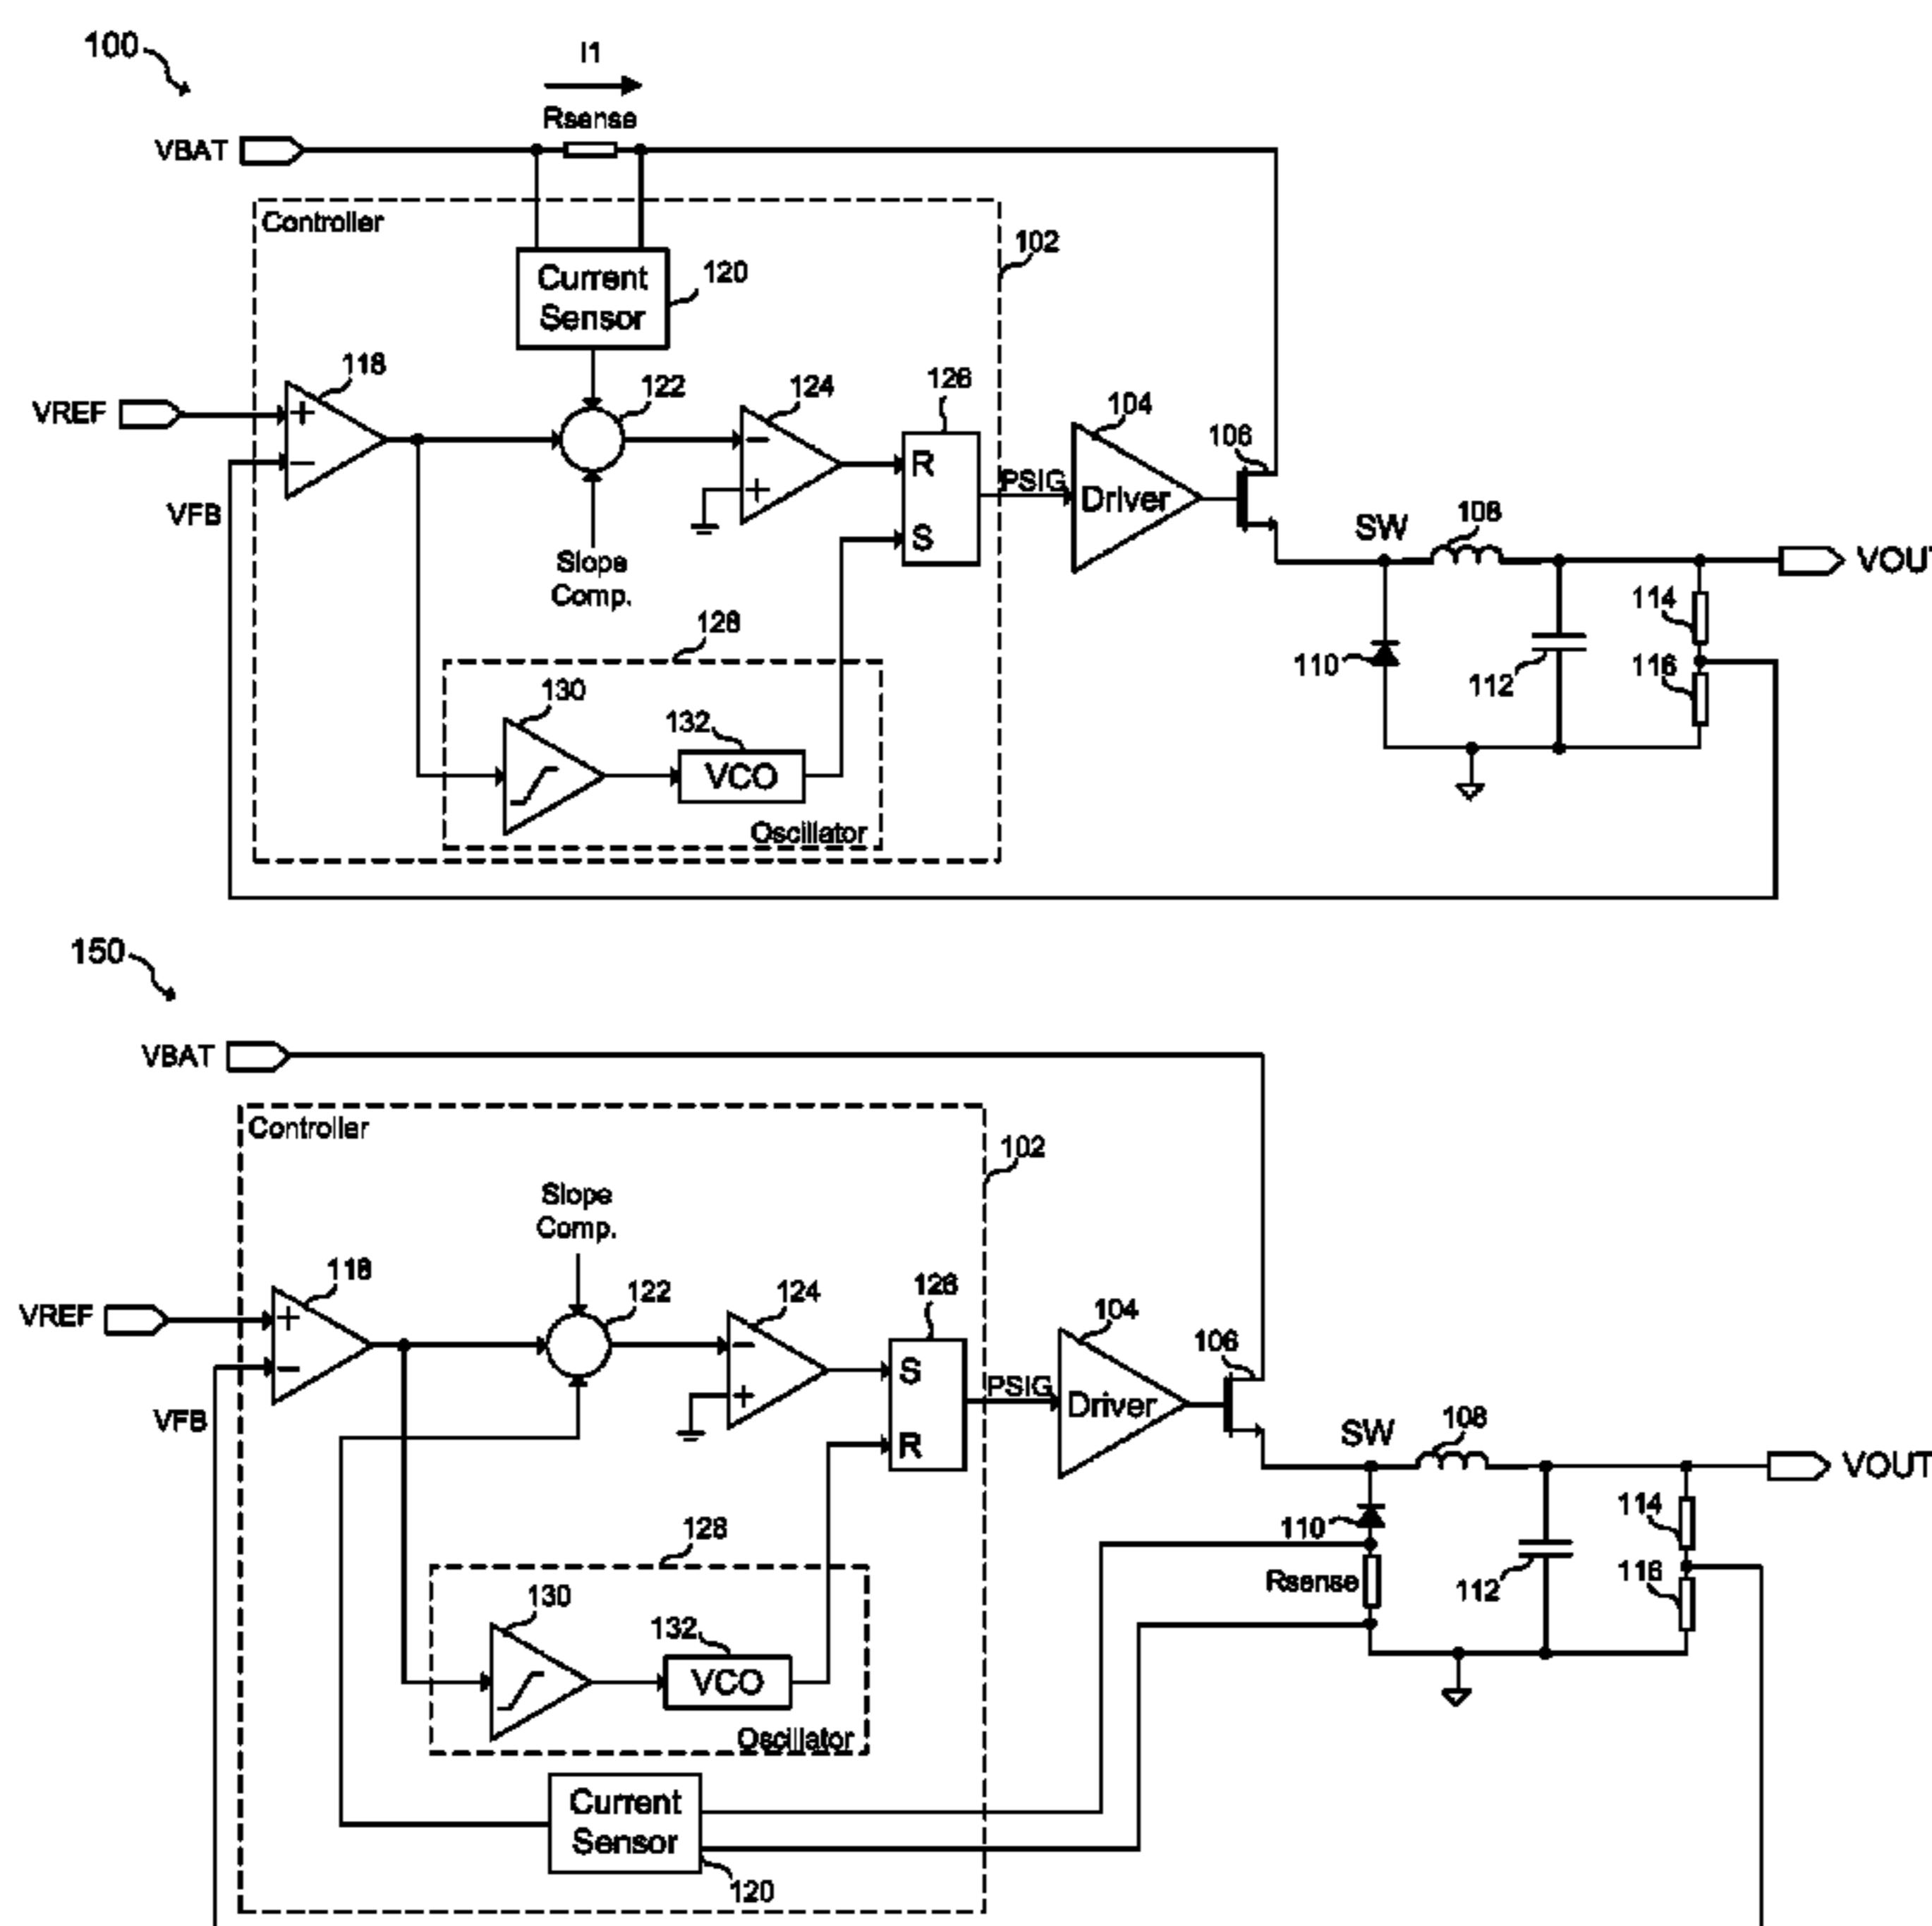 100
I1
Rsense
VBAT
Controller
102
Current
Sensor
120
118
VREF
+
−
VFB
122
124
−
+
Slope
Comp.
126
R
S
PSIG
104
Driver
106
SW
108
VOUT
110
112
114
116
128
130
132
VCO
Oscillator
150
VBAT
Controller
102
Slope
Comp.
118
VREF
+
−
VFB
122
124
−
+
126
S
R
PSIG
104
Driver
106
SW
108
VOUT
110
Rsense
112
114
116
128
130
132
VCO
Oscillator
Current
Sensor
120